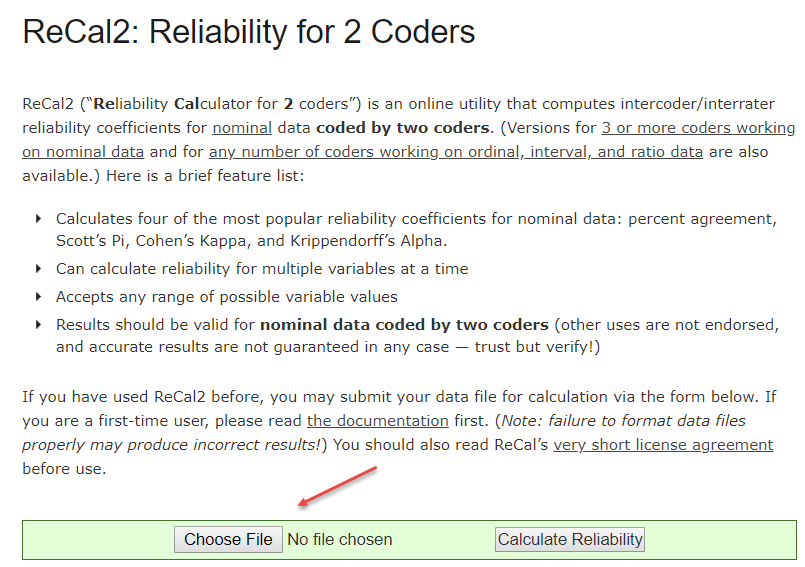 ReCal2: Reliability for 2 Coders
ReCal2 (“Reliability Calculator for 2 coders”) is an online utility that computes intercoder/interrater
reliability coefficients for nominal data coded by two coders. (Versions for 3 or more coders working
on nominal data and for any number of coders working on ordinal, interval, and ratio data are also
available.) Here is a brief feature list:
Calculates four of the most popular reliability coefficients for nominal data: percent agreement,
Scott’s Pi, Cohen’s Kappa, and Krippendorff’s Alpha.
Can calculate reliability for multiple variables at a time
Accepts any range of possible variable values
Results should be valid for nominal data coded by two coders (other uses are not endorsed,
and accurate results are not guaranteed in any case — trust but verify!)
If you have used ReCal2 before, you may submit your data file for calculation via the form below. If
you are a first-time user, please read the documentation first. (Note: failure to format data files
properly may produce incorrect results!) You should also read ReCal’s very short license agreement
before use.
Choose File No file chosen Calculate Reliability